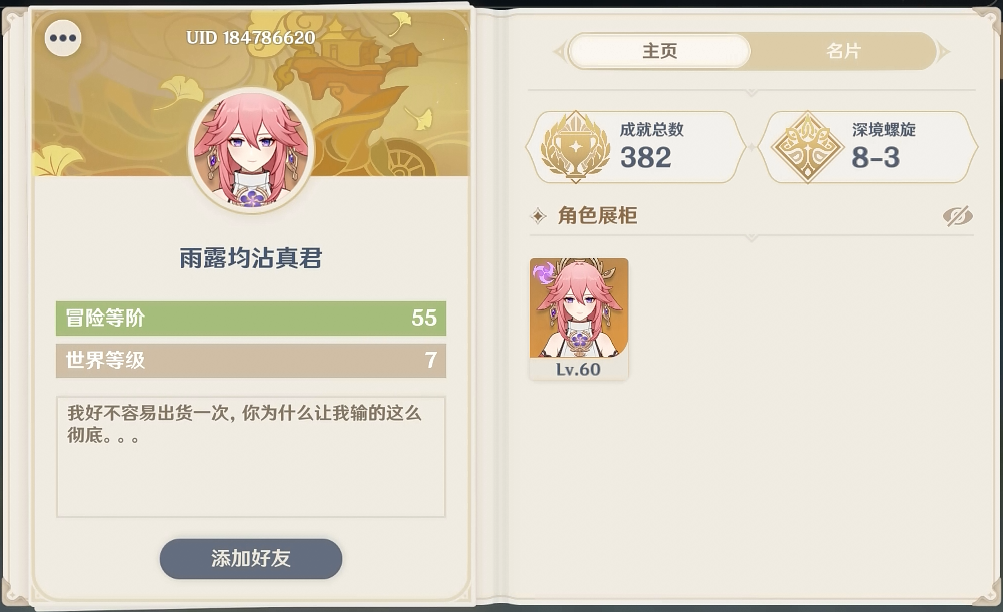 UID 184786620
雨露均沾真君
冒险等阶 55
世界等级 7
我好不容易出货一次, 你为什么让我输的这么
彻底。。。
添加好友
主页 名片
成就总数
382
深境螺旋
8-3
角色展柜
Lv.60